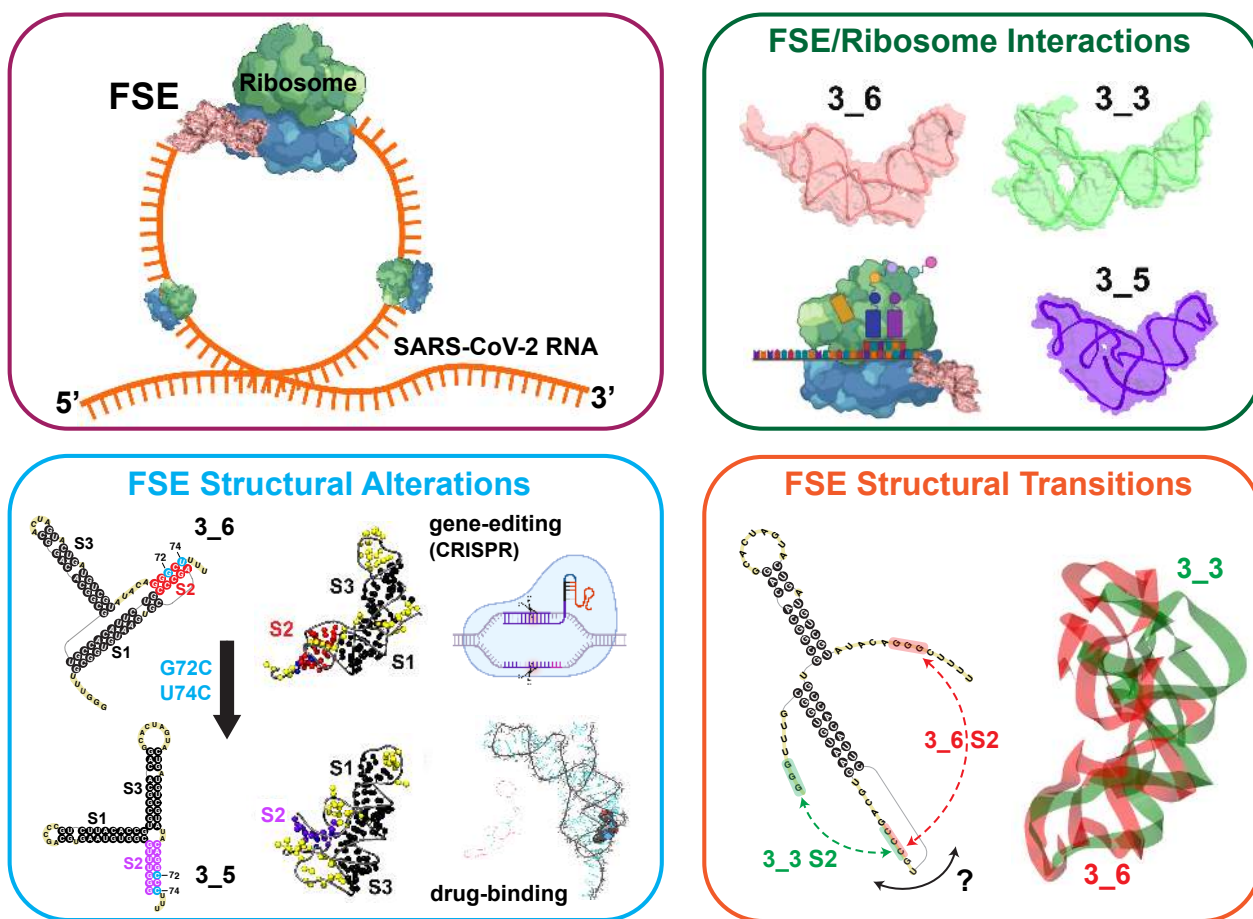 FSE
Ribosome
SARS-CoV-2 RNA
5’
3’
FSE/Ribosome Interactions
3_6
3_3
3_5
FSE Structural Alterations
3_6
S3
74
72
S2
S1
G72C
U74C
S3
S1
S2
72
74
3_5
S3
S2
S1
S1
S2
S3
gene-editing
(CRISPR)
drug-binding
FSE Structural Transitions
3_6 S2
3_3 S2
?
3_3
3_6